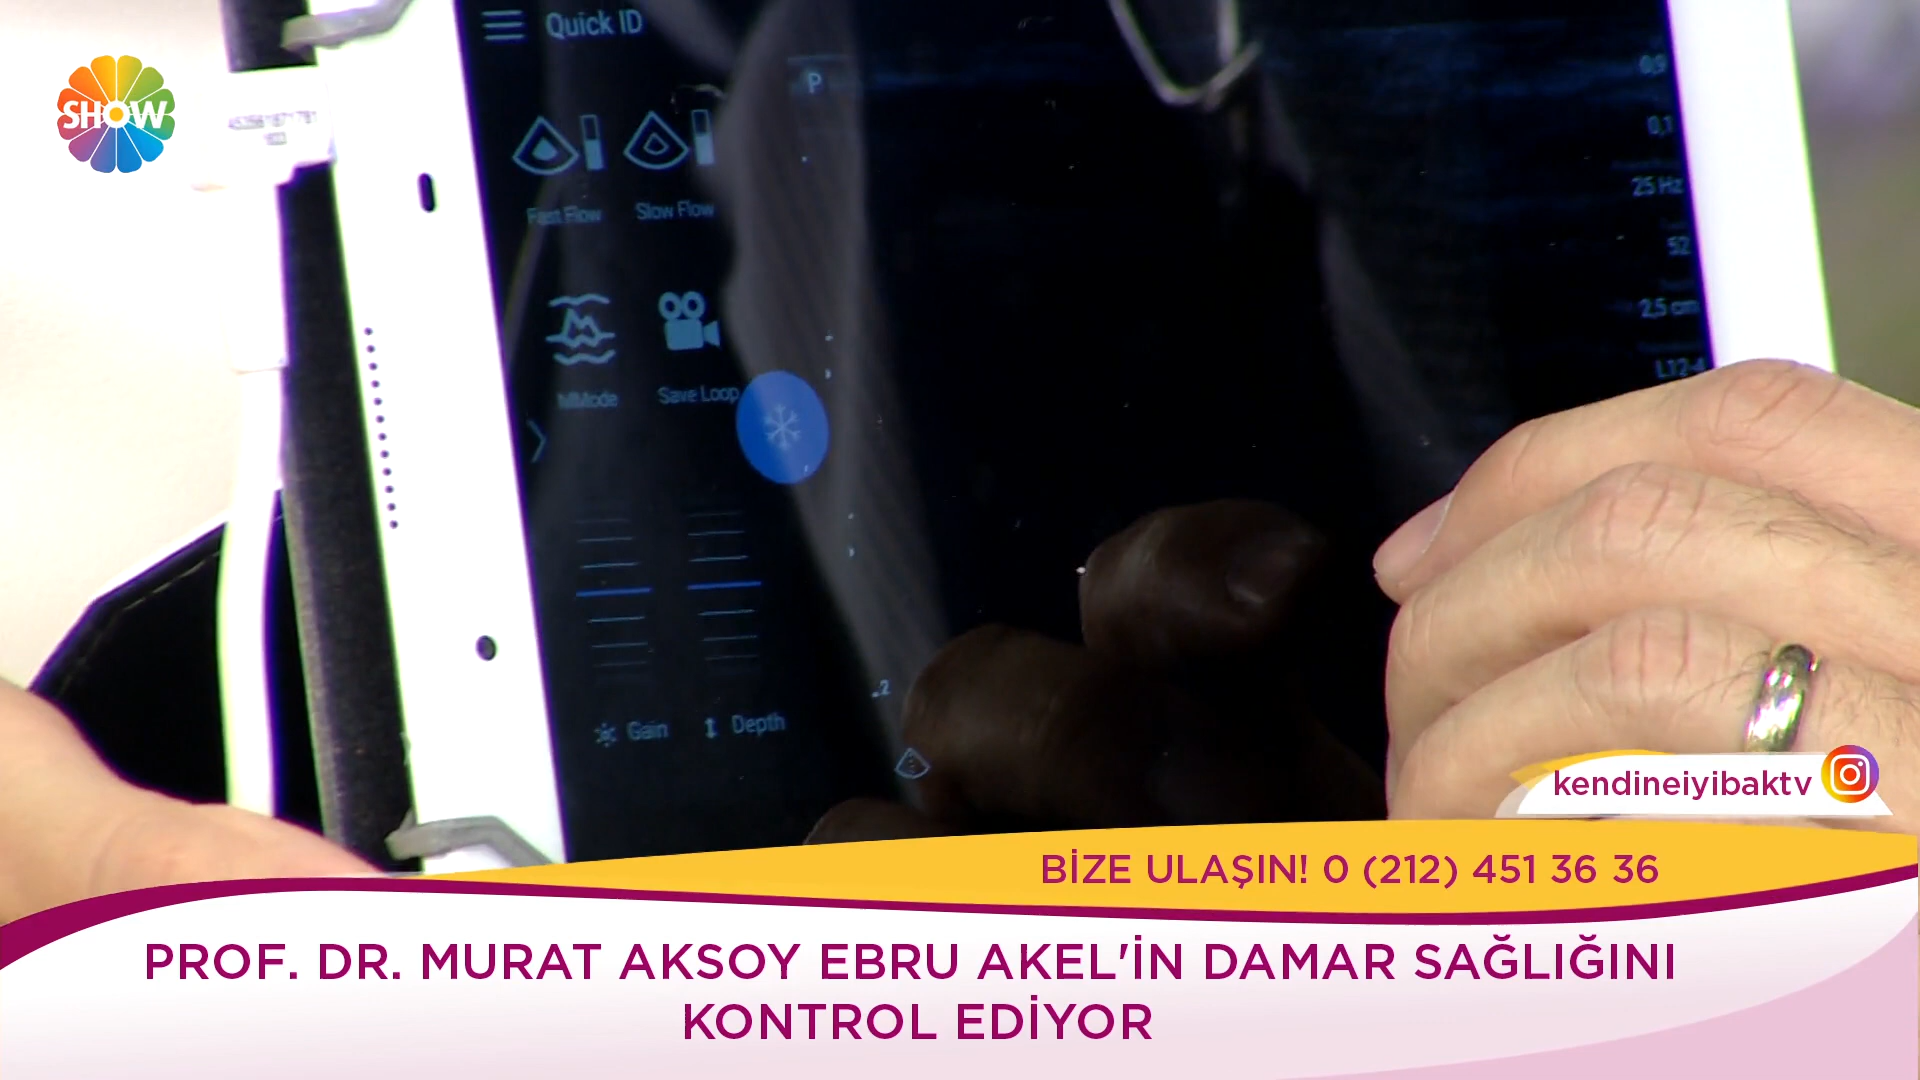 Quick ID
SHOW
P
0,9
0,1
Fast Flow
Slow Flow
25 Hz
52
2,5 cm
MMode
Save Loop
L12-4
Gain
Depth
kendineiyibaktv
BİZE ULAŞIN! 0 (212) 451 36 36
PROF. DR. MURAT AKSOY EBRU AKEL'İN DAMAR SAĞLIĞINI
KONTROL EDİYOR